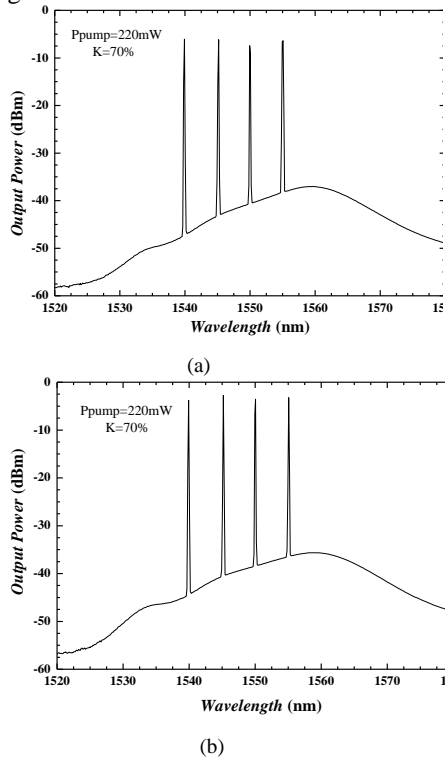 g
0
Ppump=220mW
K=70%
-10
-20
-30
-40
-50
-60
Output Power (dBm)
1520 1530 1540 1550 1560 1570 158
Wavelength (nm)
(a)
0
Ppump=220mW
K=70%
-10
-20
-30
-40
-50
-60
Output Power (dBm)
1520 1530 1540 1550 1560 1570 1
Wavelength (nm)
(b)